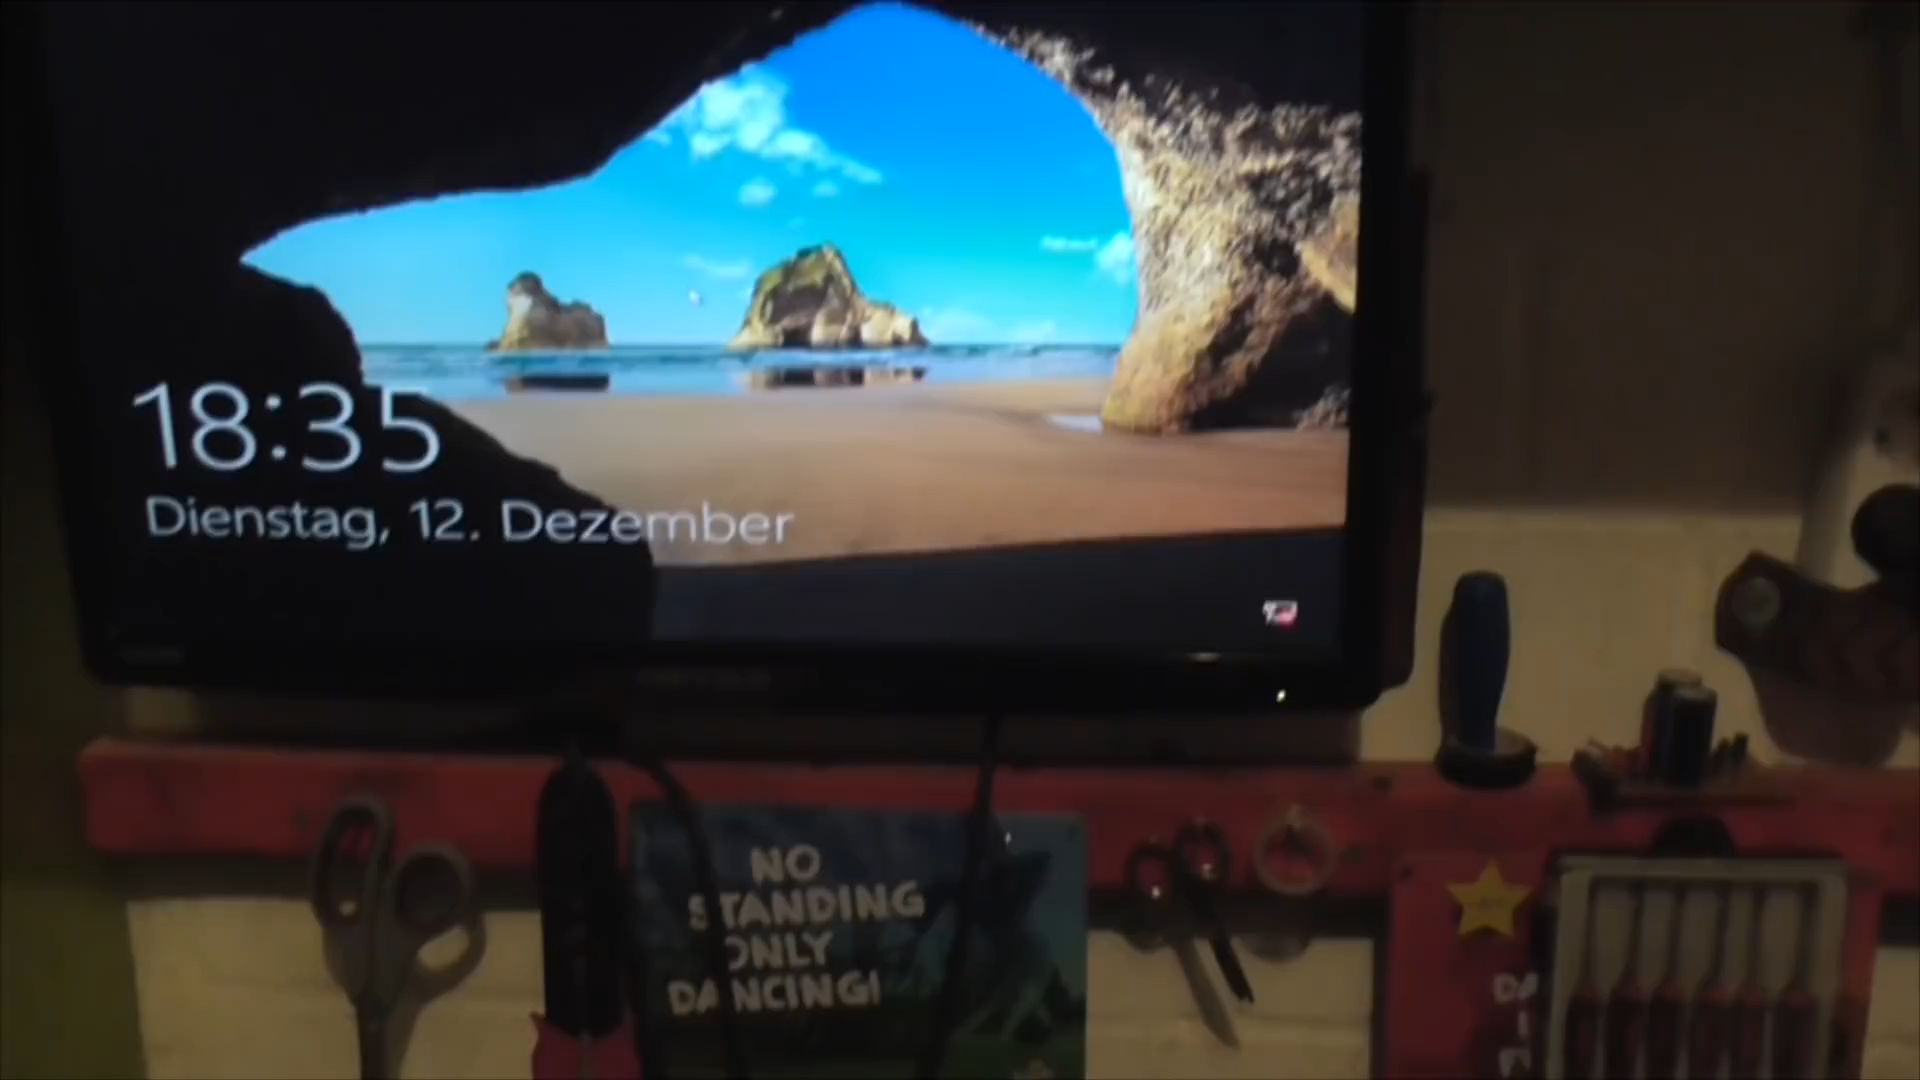 18:35
Dienstag, 12. Dezember
NO
STANDING
ONLY
DANCING!